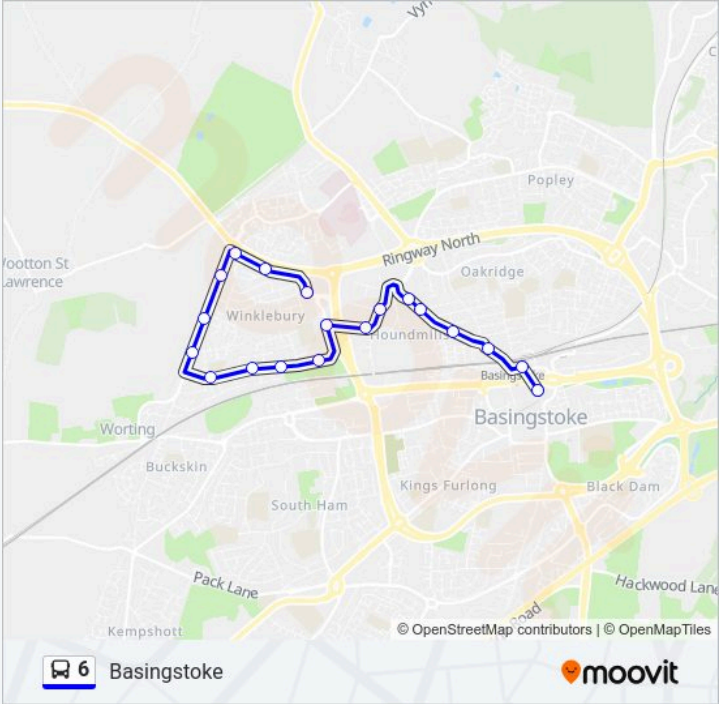 Vyn
Popley
Ringway North
Oakridge
Wootton St
Lawrence
Winklebury
Houndmills
Basingstoke
Basingstoke
Worting
Buckskin
Kings Furlong
Black Dam
South Ham
Pack Lane
Hackwood Lane
Road
Kempshott
© OpenStreetMap contributors | © OpenMapTiles
6 Basingstoke
moovit